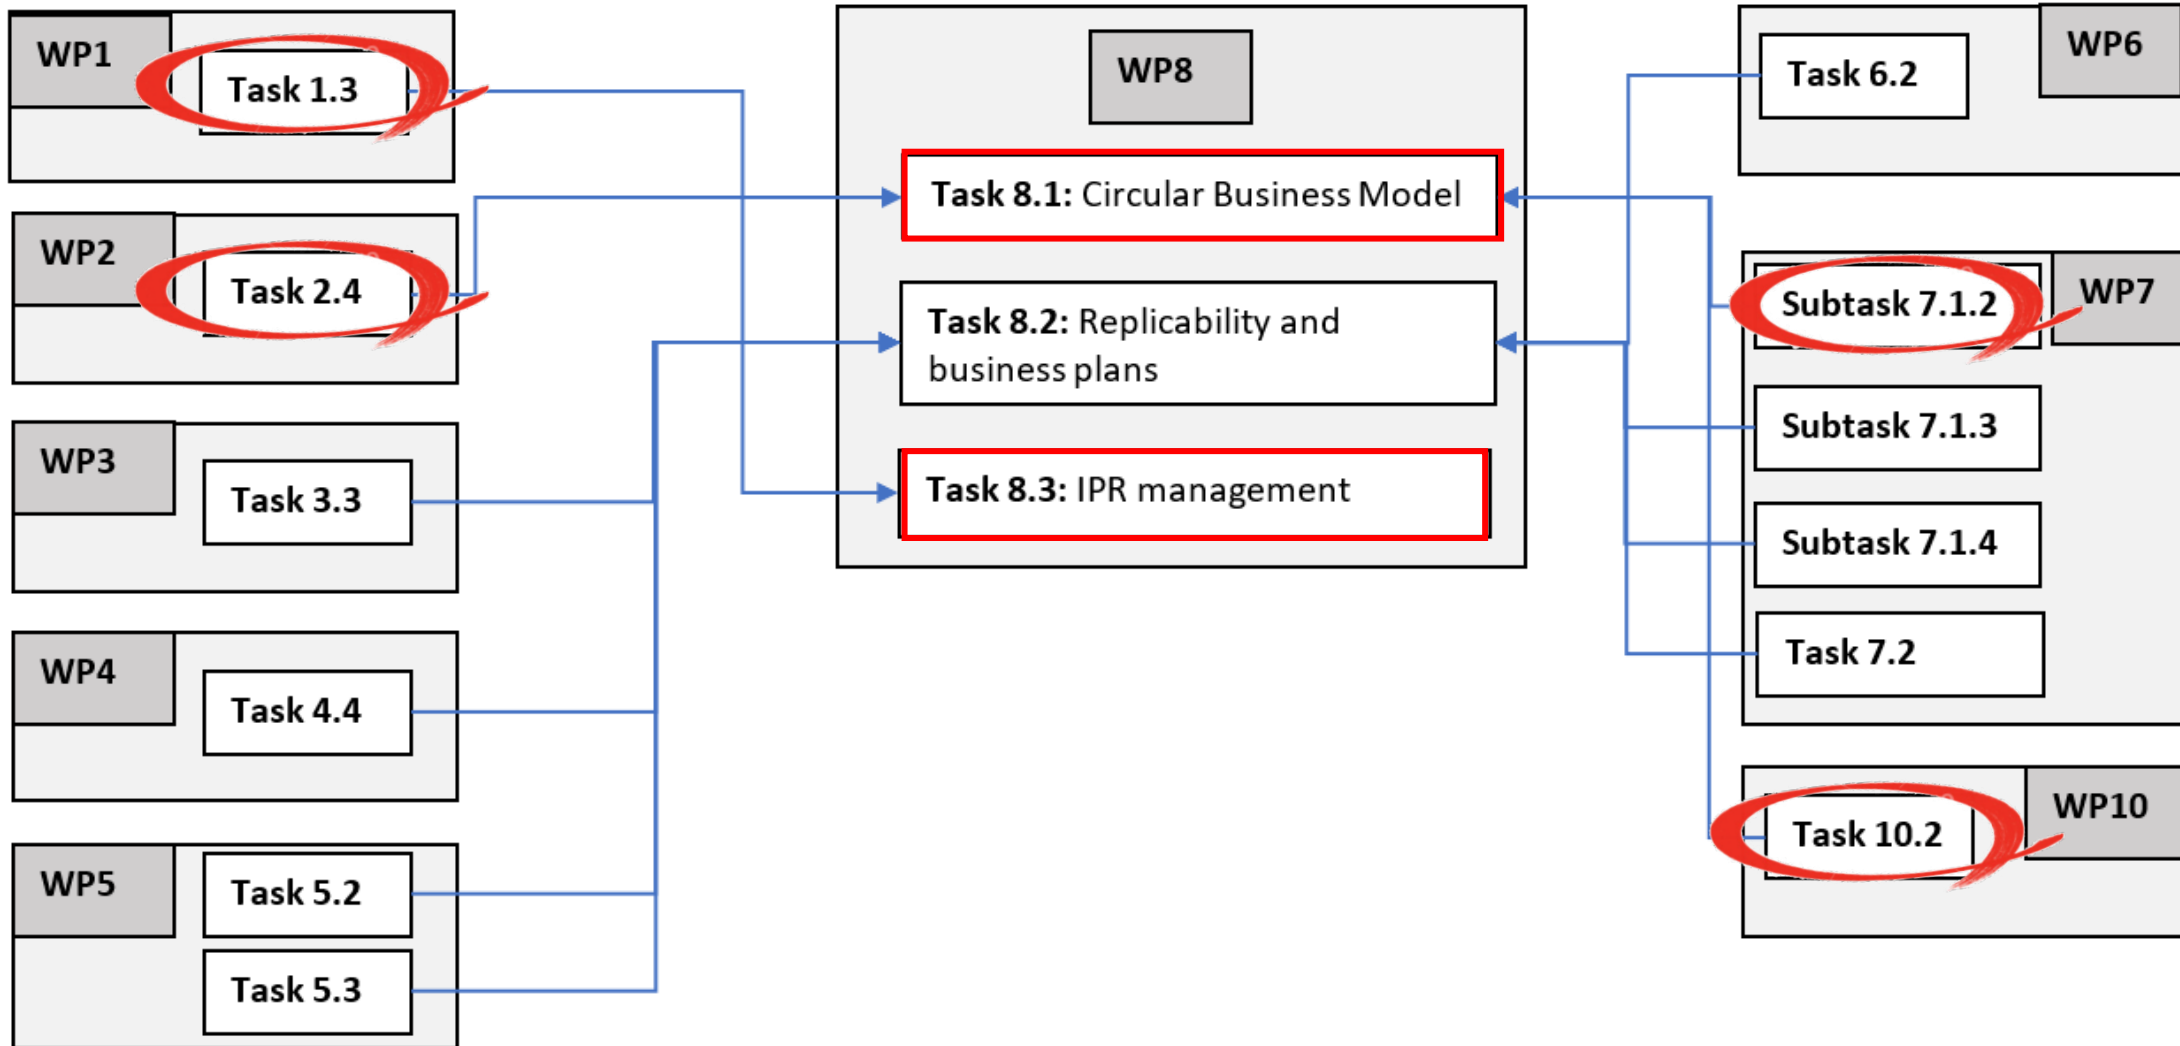 WP1
Task 1.3
WP2
Task 2.4
WP3
Task 3.3
WP4
Task 4.4
WP5
Task 5.2
Task 5.3
WP8
Task 8.1: Circular Business Model
Task 8.2: Replicability and
business plans
Task 8.3: IPR management
WP6
Task 6.2
WP7
Subtask 7.1.2
Subtask 7.1.3
Subtask 7.1.4
Task 7.2
WP10
Task 10.2